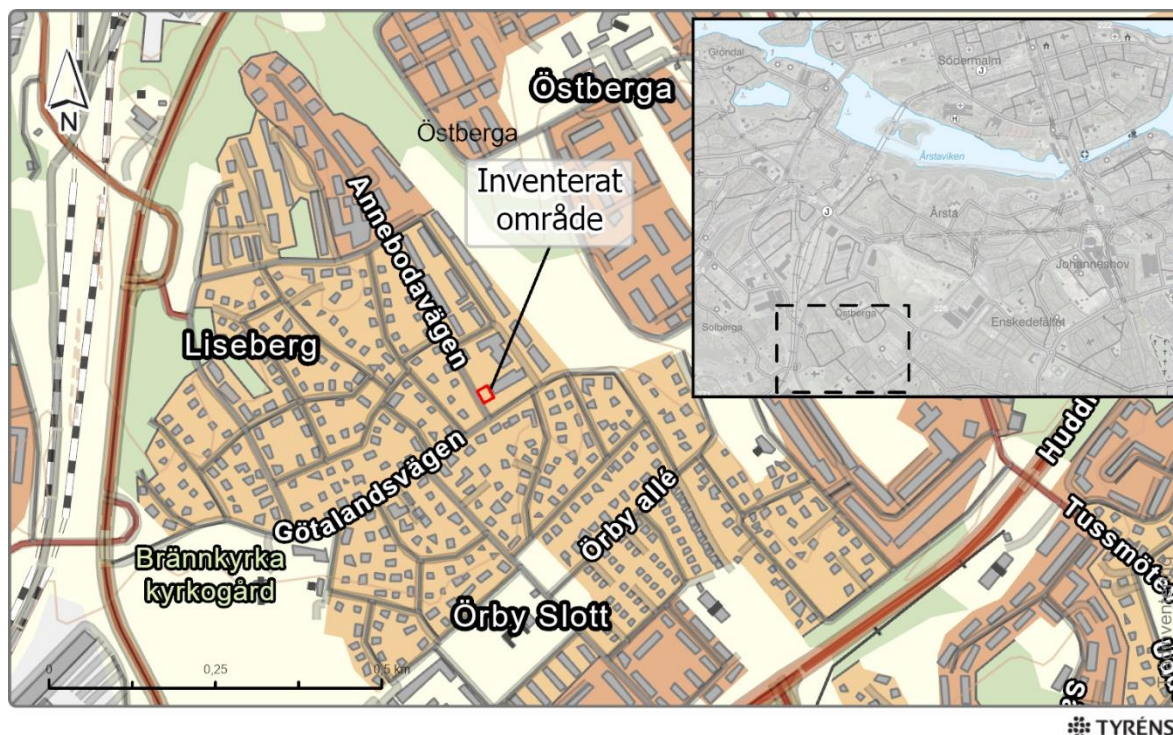 N
Östberga
Östberga
Inventerat
område
Annebodavägen
Liseberg
Götalandsvägen
Örby allé
Brännkyrka
kyrkogård
Örby Slott
Tussmöte
0
0,25
0,5 km
Gröndal
Södermalm
J
H
Årstaviken
J
Årsta
Johanneshov
Östberga
Solberga
Enskedefältet
TYRÉNS